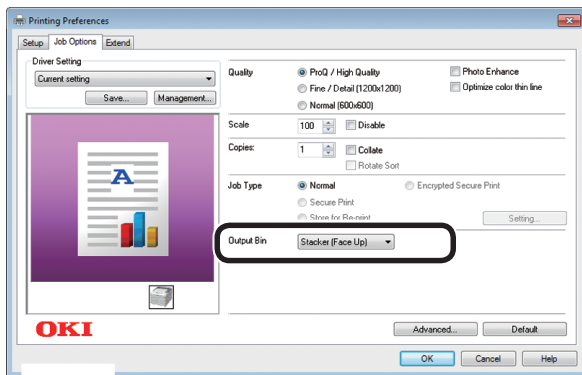 Printing Preferences
Setup Job Options Extend
Driver Setting
Current setting
Save... Management...
A
OKI
Quality ProQ / High Quality Photo Enhance
Fine / Detail (1200x1200) Optimize color thin line
Normal (600x600)
Scale 100 Disable
Copies: 1 Collate
Rotate Sort
Job Type Normal Encrypted Secure Print
Secure Print
Store for Re-print Setting...
Output Bin Stacker (Face Up)
Advanced... Default
OK Cancel Help